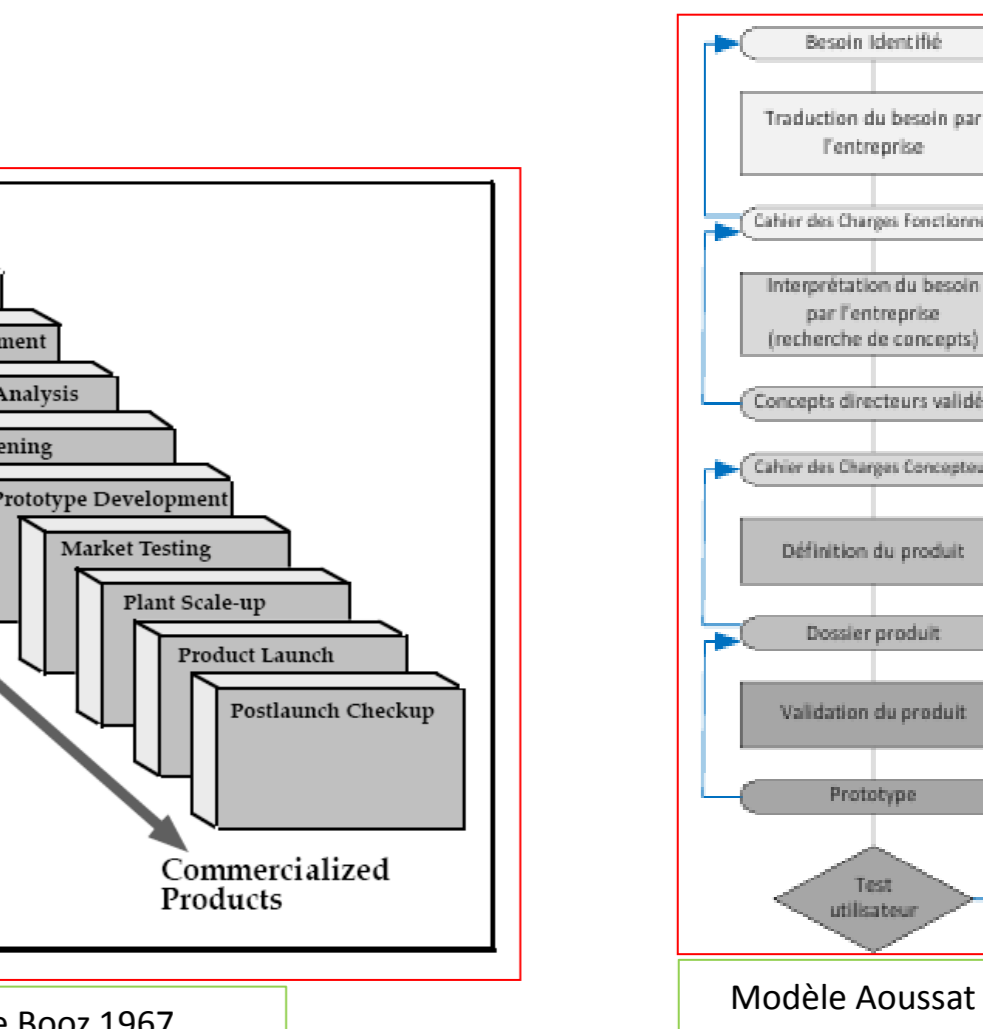 ment
Analysis
ening
Prototype Development
Market Testing
Plant Scale-up
Product Launch
Postlaunch Checkup
Commercialized
Products
e Booz 1967
Besoin Identifié
Traduction du besoin par
l'entreprise
Cahier des Charges Fonctionne
Interprétation du besoin
par l'entreprise
(recherche de concepts)
Concepts directeurs validé
Cahier des Charges Concepteu
Définition du produit
Dossier produit
Validation du produit
Prototype
Test
utilisateur
Modèle Aoussat